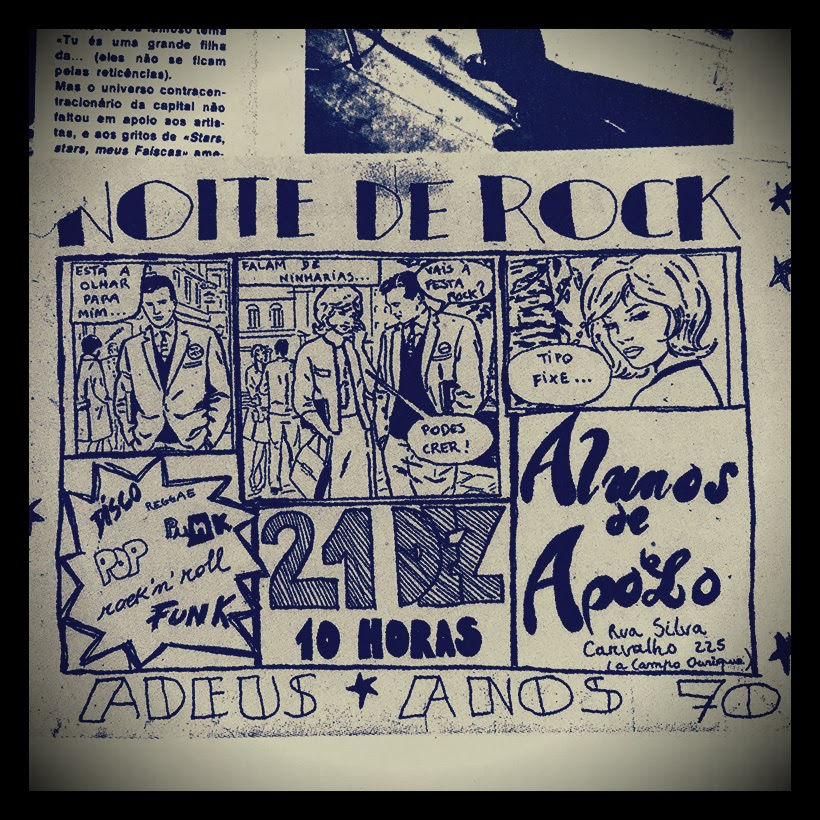 «Tu és uma grande filha
da... (eles não se ficam
pelas reticências).
Mas o universo contracen-
tracionário da capital não
faltou em apoio aos artis-
tas, e aos gritos de «Stars,
stars, meus Faíscas» ame-
NOITE DE ROCK
ESTÁ A
OLHAR
PARA
MIM...
FALAM DE
NINHARIAS...
VAIS À
FESTA
ROCK?
PODES
CRER!
TIPO
FIXE...
DISCO
REGGAE
PUNK
POP
rock'n'roll
FUNK
21 DEZ
10 HORAS
Alunos
de
Apolo
Rua Silva
Carvalho 225
(a Campo Ourique)
ADEUS ★ ANOS 70